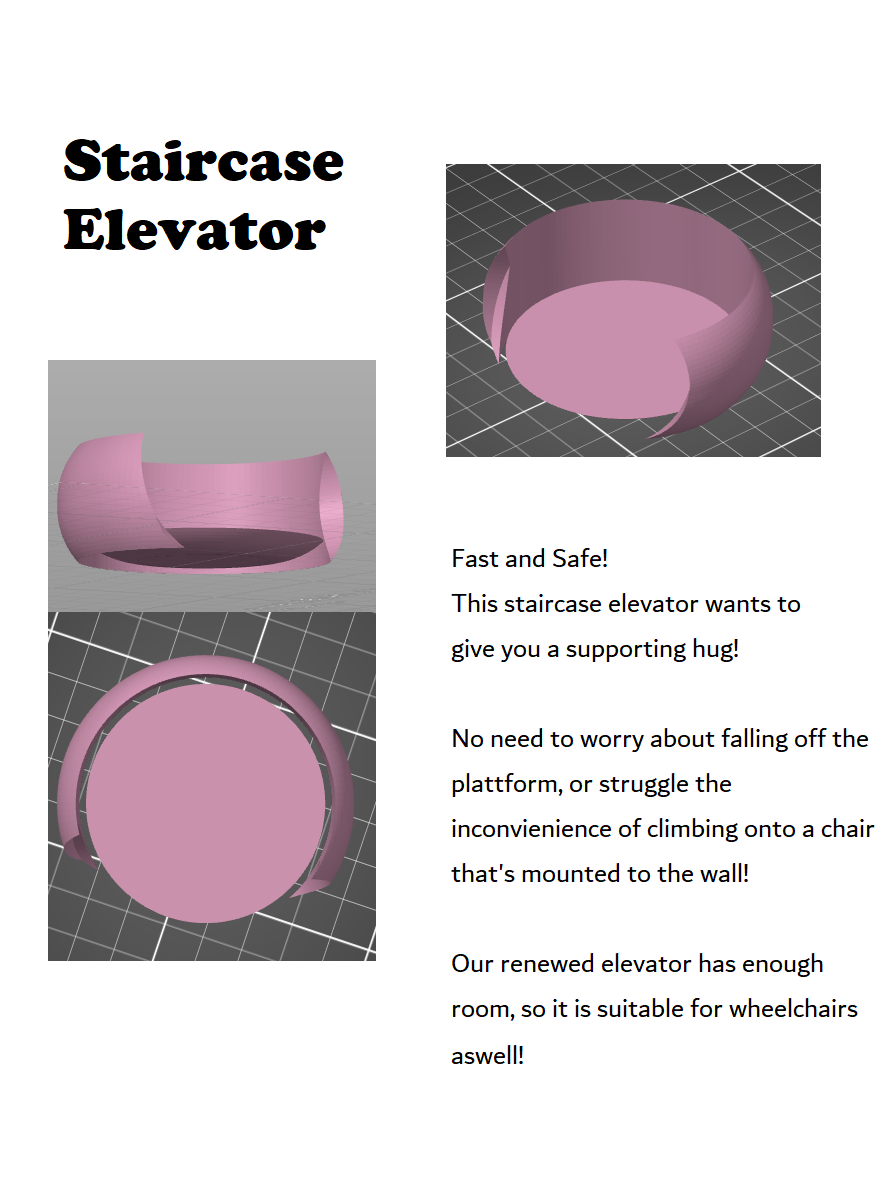 Staircase
Elevator
Fast and Safe!
This staircase elevator wants to
give you a supporting hug!
No need to worry about falling off the
plattform, or struggle the
inconvienience of climbing onto a chair
that's mounted to the wall!
Our renewed elevator has enough
room, so it is suitable for wheelchairs
aswell!